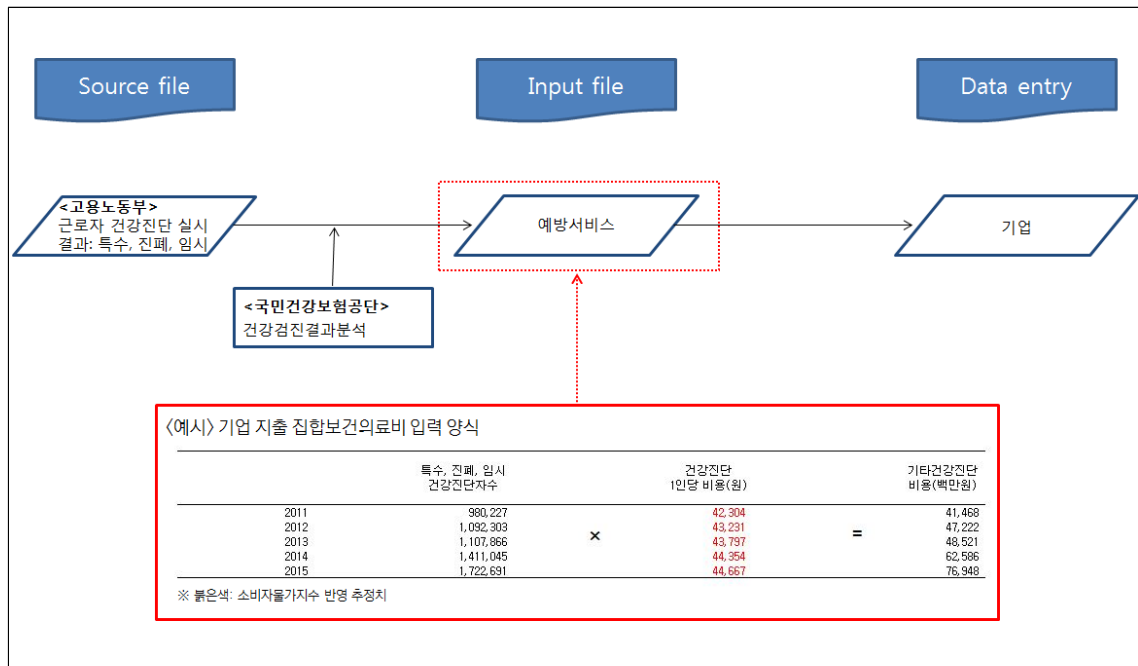 Source file
Input file
Data entry
<고용노동부>
근로자 건강진단 실시
결과: 특수, 진폐, 임시
예방서비스
기업
<국민건강보험공단>
건강검진결과분석
〈예시〉 기업 지출 집합보건의료비 입력 양식
특수, 진폐, 임시
건강진단자수
건강진단
1인당 비용(원)
기타건강진단
비용(백만원)
2011 980,227 42,304 41,468
2012 1,092,303 43,231 47,222
2013 1,107,866 × 43,797 = 48,521
2014 1,411,045 44,354 62,586
2015 1,722,691 44,667 76,948
※ 붉은색: 소비자물가지수 반영 추정치